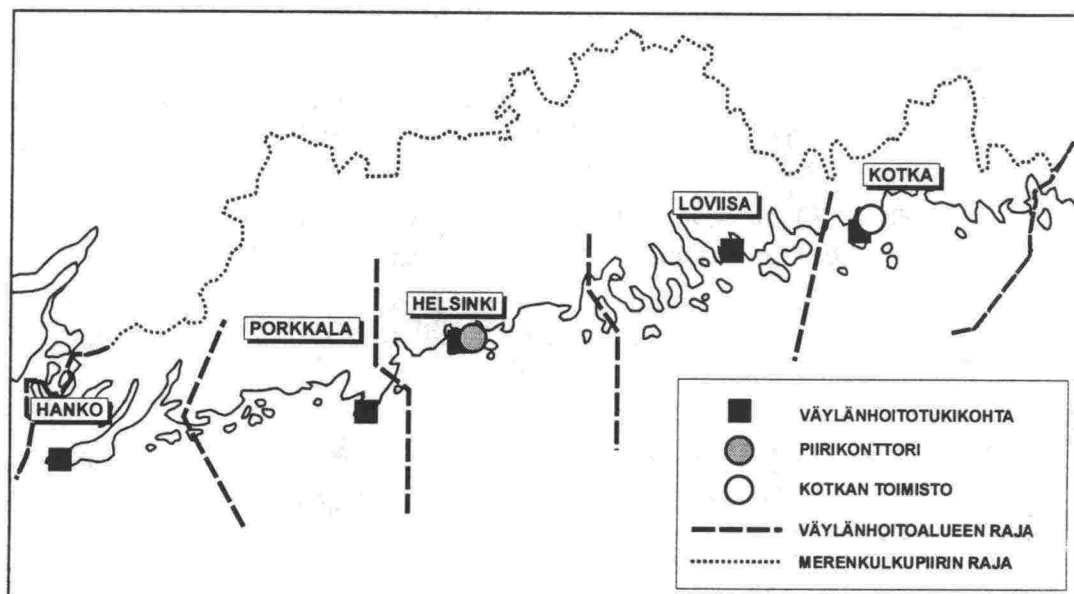 KOTKA
LOVIISA
HELSINKI
PORKKALA
HANKO
VÄYLÄNHOITOTUKIKOHTA
PIIRIKONTTORI
KOTKAN TOIMISTO
VÄYLÄNHOITOALUEEN RAJA
MERENKULKUPIIRIN RAJA